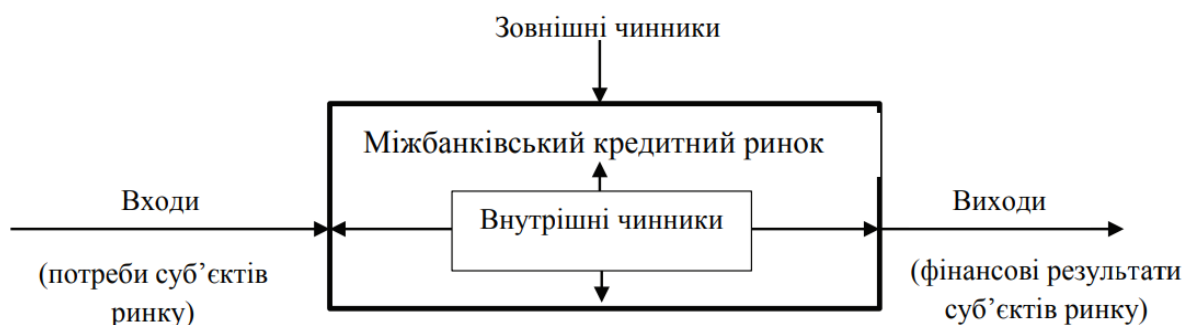 Зовнішні чинники
Міжбанківський кредитний ринок
Входи
Внутрішні чинники
Виходи
(потреби суб’єктів
ринку)
(фінансові результати
суб’єктів ринку)